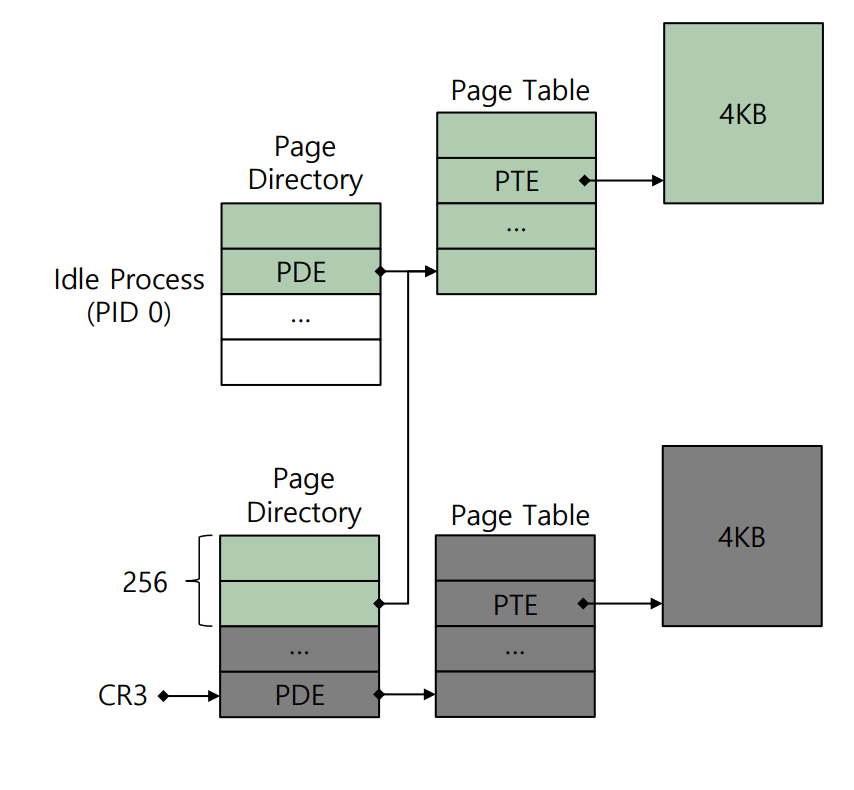 Page Table
4KB
Page
Directory
PTE
...
PDE
Idle Process
(PID 0)
...
Page
Directory
Page Table
4KB
256
PTE
...
...
CR3
PDE